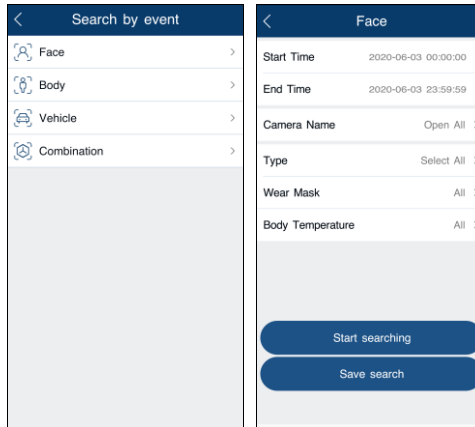 Search by event
Face
Body
Vehicle
Combination
Face
Start Time 2020-06-03 00:00:00
End Time 2020-06-03 23:59:59
Camera Name Open All
Type Select All
Wear Mask All
Body Temperature All
Start searching
Save search